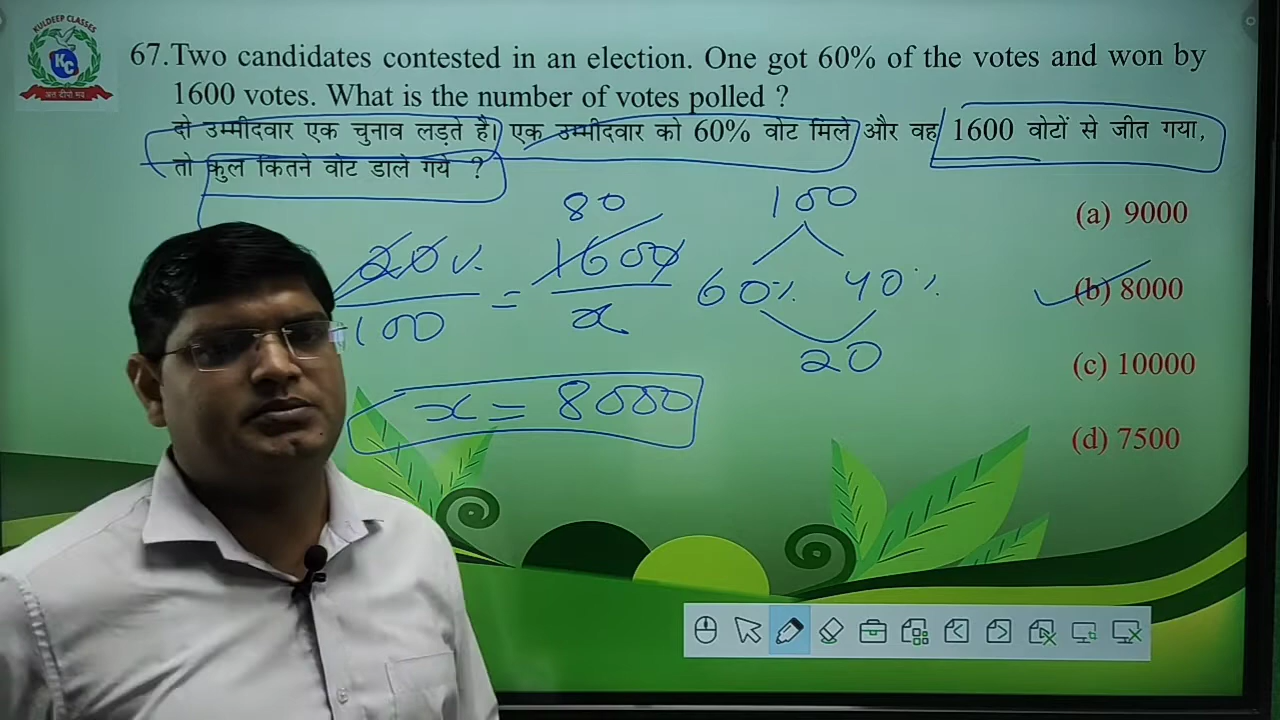 KULDEEP CLASSES
KC
अत्त दीपो भव
67.Two candidates contested in an election. One got 60% of the votes and won by
1600 votes. What is the number of votes polled ?
दो उम्मीदवार एक चुनाव लड़ते है। एक उम्मीदवार को 60% वोट मिले और वह 1600 वोटों से जीत गया,
तो कुल कितने वोट डाले गये ?
(a) 9000
(b) 8000
(c) 10000
(d) 7500
80
20% / 100 = 1600 / x
x = 8000
100
60% 40%
20